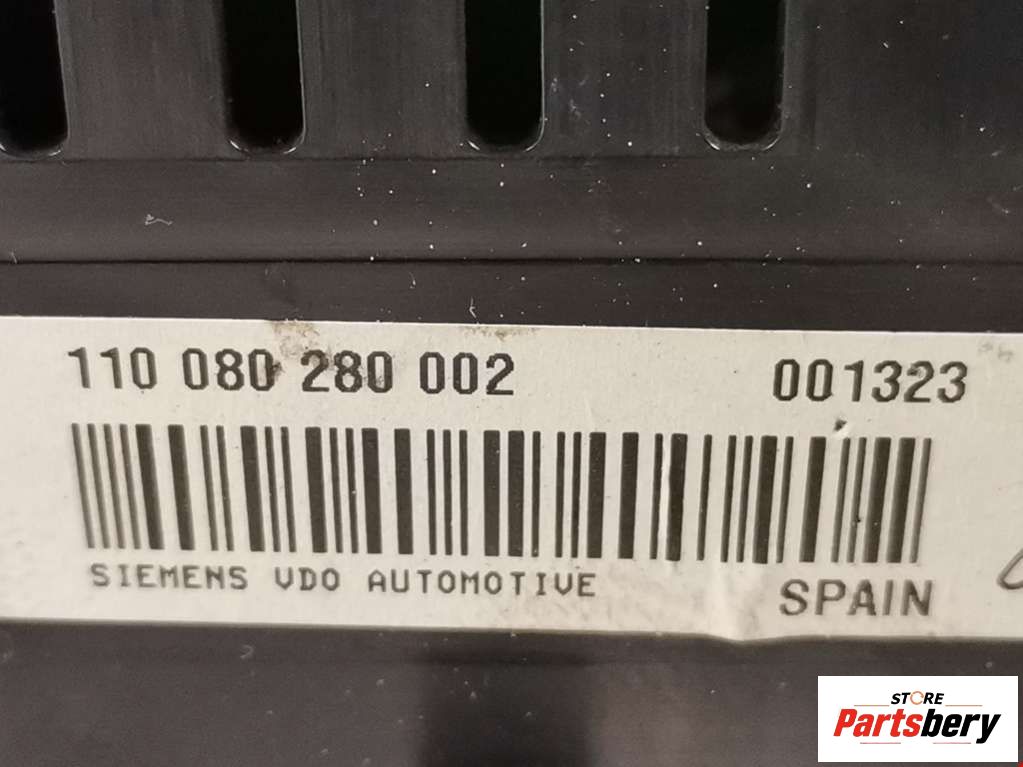 110 080 280 002 001323
SIEMENS VDO AUTOMOTIVE
SPAIN
STORE
Partsbery